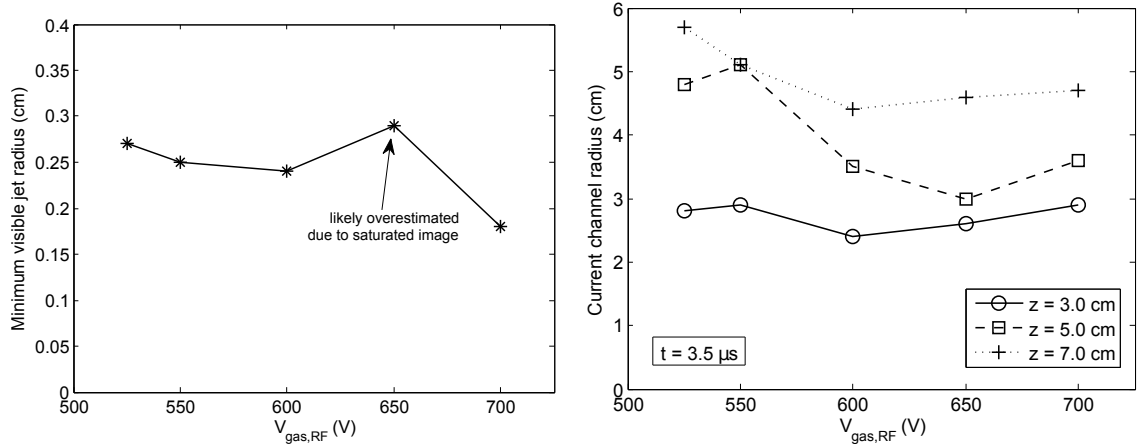 0.4
0.35
0.3
0.25
0.2
0.15
0.1
0.05
0
Minimum visible jet radius (cm)
likely overestimated
due to saturated image
500 550 600 650 700
V gas,RF (V)
6
5
4
3
2
1
0
Current channel radius (cm)
z = 3.0 cm
z = 5.0 cm
z = 7.0 cm
t = 3.5 µs
500 550 600 650 700
V gas,RF (V)